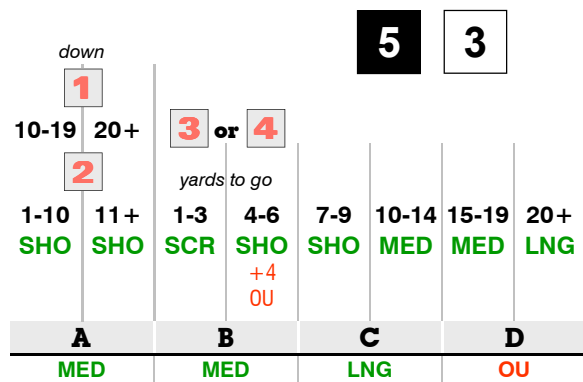 5 3
down
1
10-19 20+ 3 or 4
2 yards to go
1-10 11+ 1-3 4-6 7-9 10-14 15-19 20+
SHO SHO SCR SHO SHO MED MED LNG
+4
OU
A B C D
MED MED LNG OU